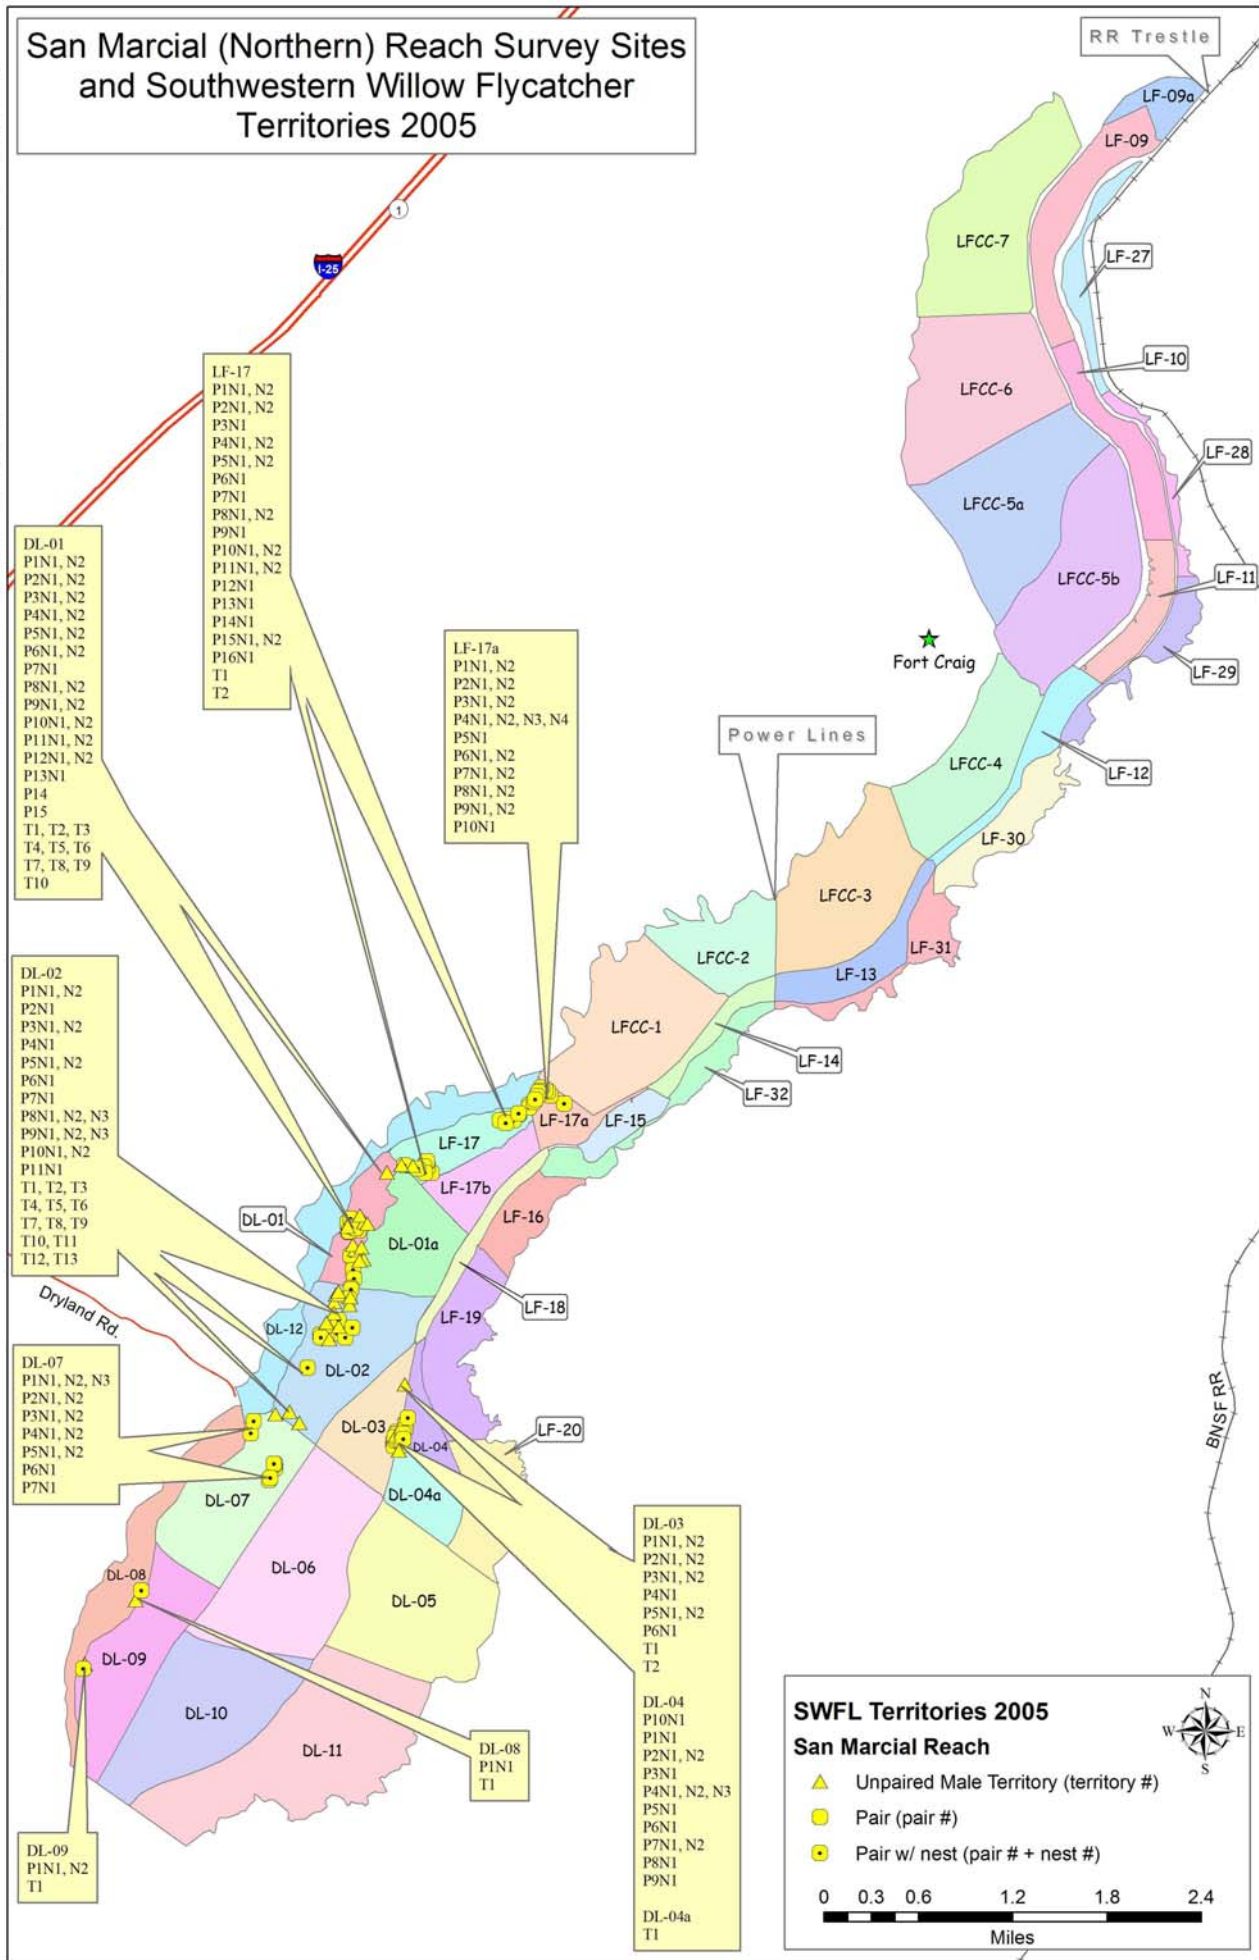 San Marcial (Northern) Reach Survey Sites
and Southwestern Willow Flycatcher
Territories 2005
RR Trestle
LF-09a
LF-09
1
LFCC-7
LF-27
I-25
LF-10
LF-17
P1N1, N2
P2N1, N2
P3N1
P4N1, N2
P5N1, N2
P6N1
P7N1
P8N1, N2
P9N1
P10N1, N2
P11N1, N2
P12N1
P13N1
P14N1
P15N1, N2
P16N1
T1
T2
LFCC-6
LF-28
LFCC-5a
LFCC-5b
LF-11
DL-01
P1N1, N2
P2N1, N2
P3N1, N2
P4N1, N2
P5N1, N2
P6N1, N2
P7N1
P8N1, N2
P9N1, N2
P10N1, N2
P11N1, N2
P12N1, N2
P13N1
P14
P15
T1, T2, T3
T4, T5, T6
T7, T8, T9
T10
LF-17a
P1N1, N2
P2N1, N2
P3N1, N2
P4N1, N2, N3, N4
P5N1
P6N1, N2
P7N1, N2
P8N1, N2
P9N1, N2
P10N1
Fort Craig
LF-29
Power Lines
LFCC-4
LF-12
LF-30
LFCC-3
LFCC-2
LF-31
LF-13
DL-02
P1N1, N2
P2N1
P3N1, N2
P4N1
P5N1, N2
P6N1
P7N1
P8N1, N2, N3
P9N1, N2, N3
P10N1, N2
P11N1
T1, T2, T3
T4, T5, T6
T7, T8, T9
T10, T11
T12, T13
LFCC-1
LF-14
LF-32
LF-17a
LF-15
LF-17
LF-17b
DL-01
LF-16
DL-01a
Dryland Rd.
LF-18
LF-19
DL-12
DL-02
DL-07
P1N1, N2, N3
P2N1, N2
P3N1, N2
P4N1, N2
P5N1, N2
P6N1
P7N1
BNSF RR
DL-03
LF-20
DL-04
DL-04a
DL-07
DL-06
DL-05
DL-08
DL-09
DL-10
DL-11
DL-03
P1N1, N2
P2N1, N2
P3N1, N2
P4N1
P5N1, N2
P6N1
T1
T2
DL-04
P10N1
P1N1
P2N1, N2
P3N1
P4N1, N2, N3
P5N1
P6N1
P7N1, N2
P8N1
P9N1
DL-04a
T1
DL-08
P1N1
T1
DL-09
P1N1, N2
T1
SWFL Territories 2005
San Marcial Reach
N
W
E
S
Unpaired Male Territory (territory #)
Pair (pair #)
Pair w/ nest (pair # + nest #)
0 0.3 0.6 1.2 1.8 2.4
Miles